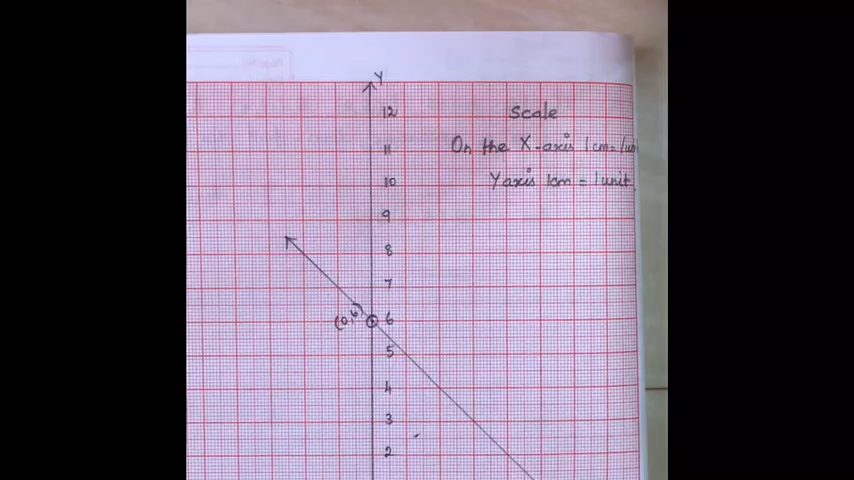 Y
12
Scale
11
On the X-axis 1cm=1uni
10
Y axis 1cm = 1unit.
9
8
7
(0,6) 6
5
4
3
2